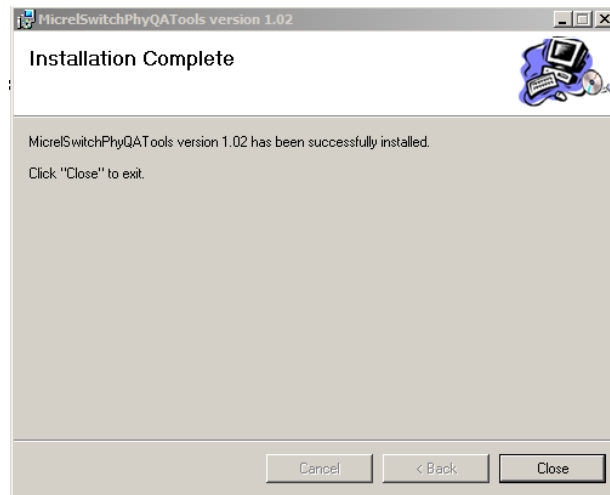 MicrelSwitchPhyQATools version 1.02
Installation Complete
MicrelSwitchPhyQATools version 1.02 has been successfully installed.
Click "Close" to exit.
Cancel
< Back
Close